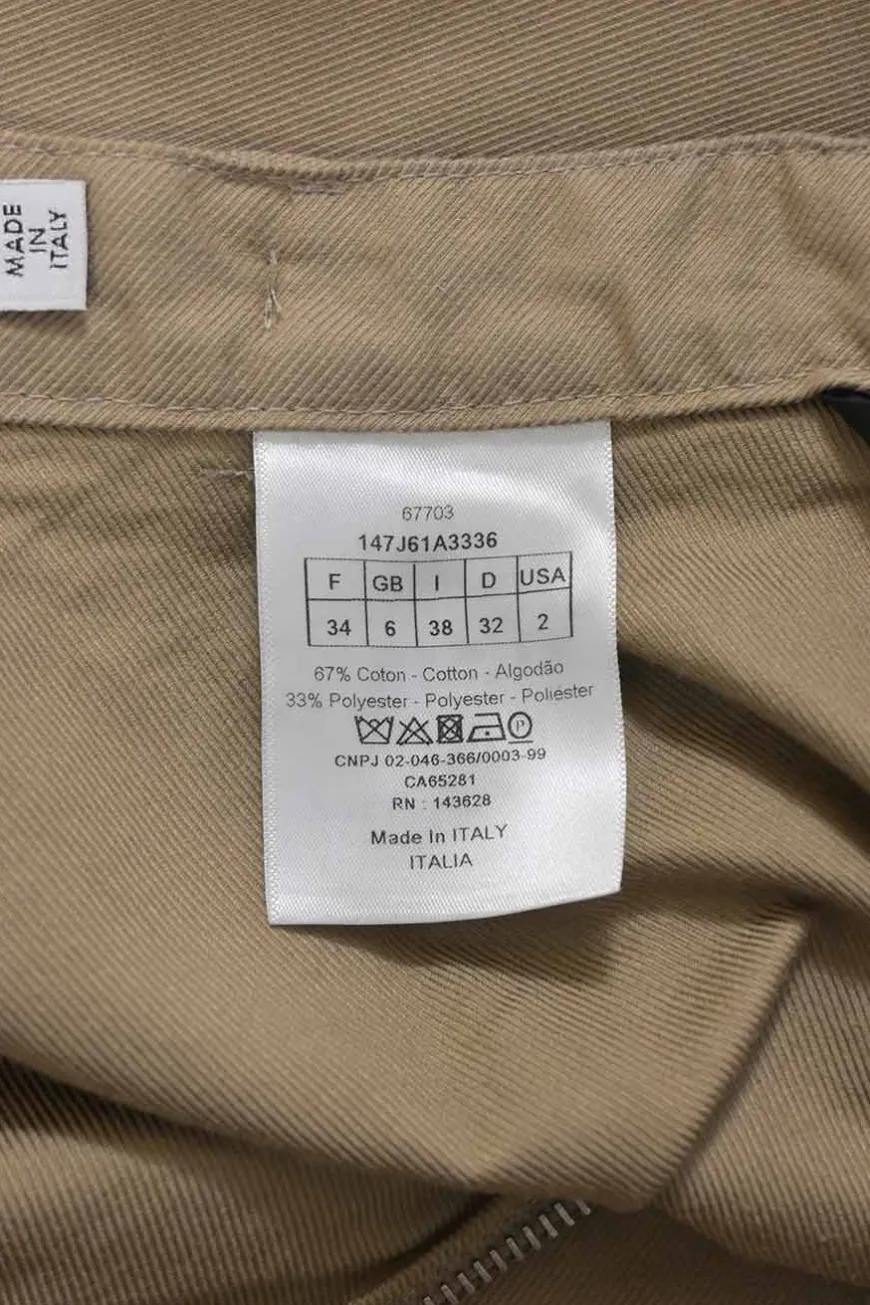 MADE
IN
ITALY
67703
147J61A3336
F GB I D USA
34 6 38 32 2
67% Coton - Cotton - Algodão
33% Polyester - Polyester - Poliéster
P
CNPJ 02-046-366/0003-99
CA65281
RN : 143628
Made In ITALY
ITALIA